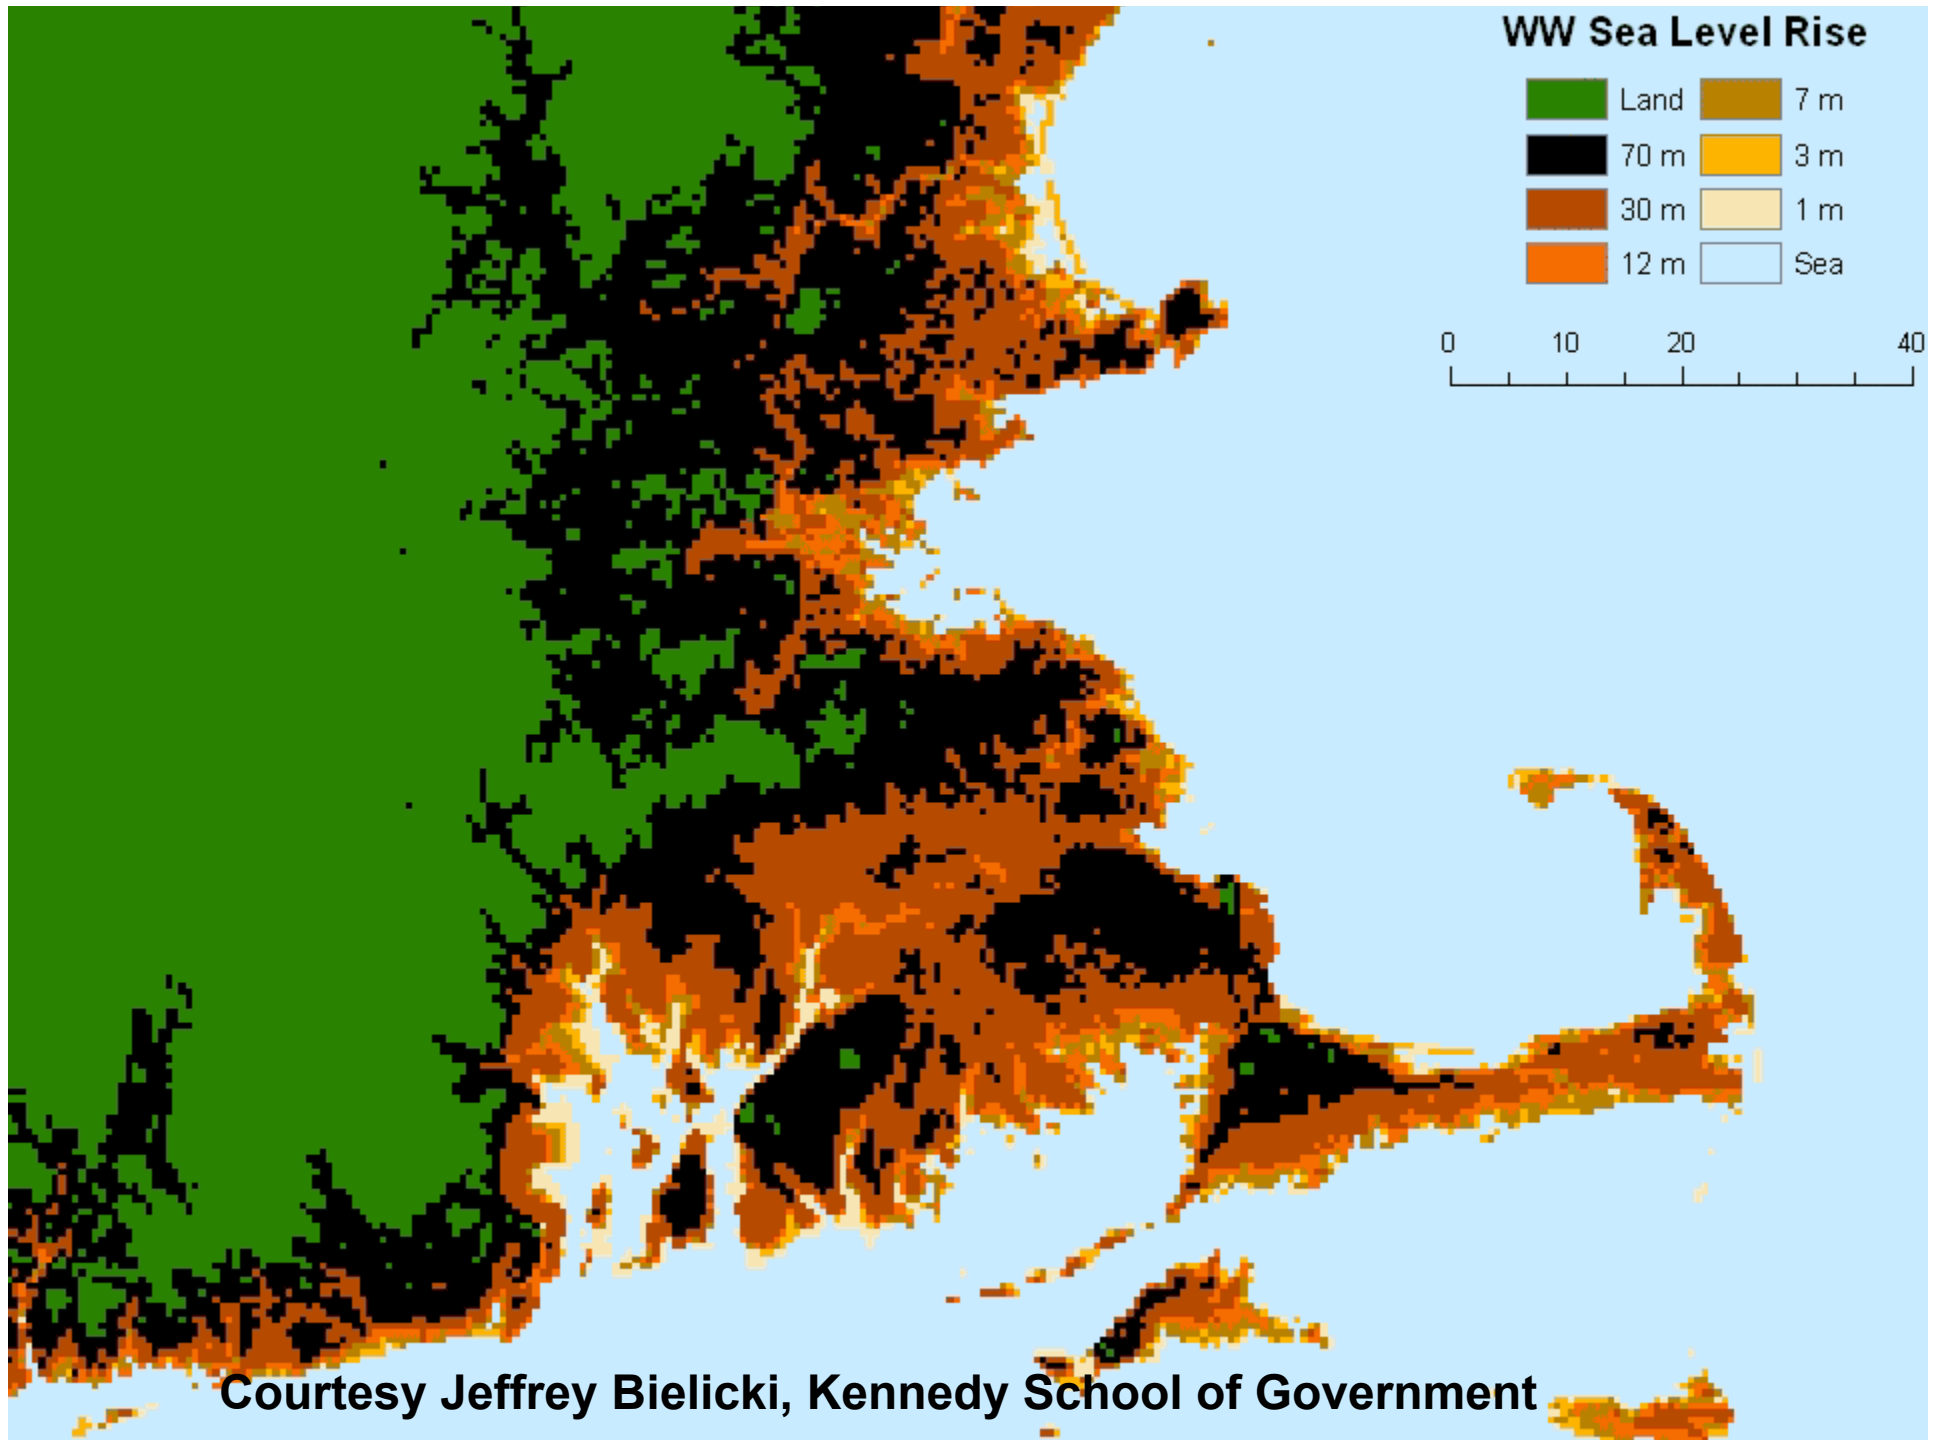 WW Sea Level Rise
Land 7 m
70 m 3 m
30 m 1 m
12 m Sea
0 10 20 40
Courtesy Jeffrey Bielicki, Kennedy School of Government